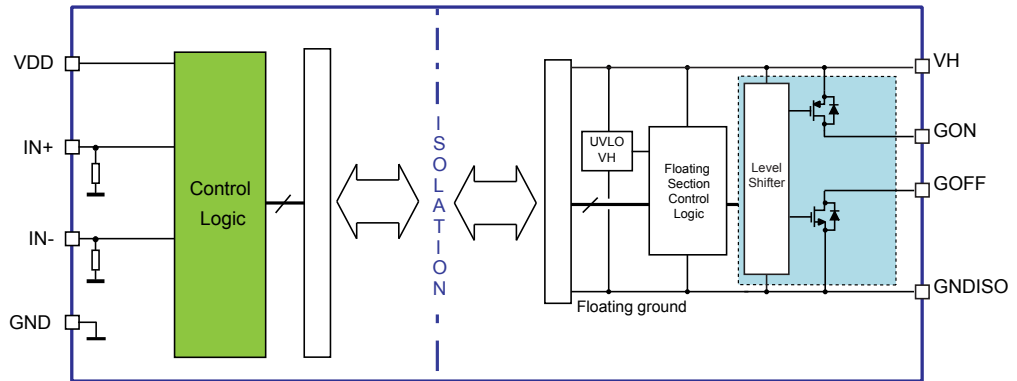 VDD
IN+
IN-
GND
Control
Logic
ISOLATION
UVLO
VH
Floating
Section
Control
Logic
Level
Shifter
Floating ground
VH
GON
GOFF
GNDISO